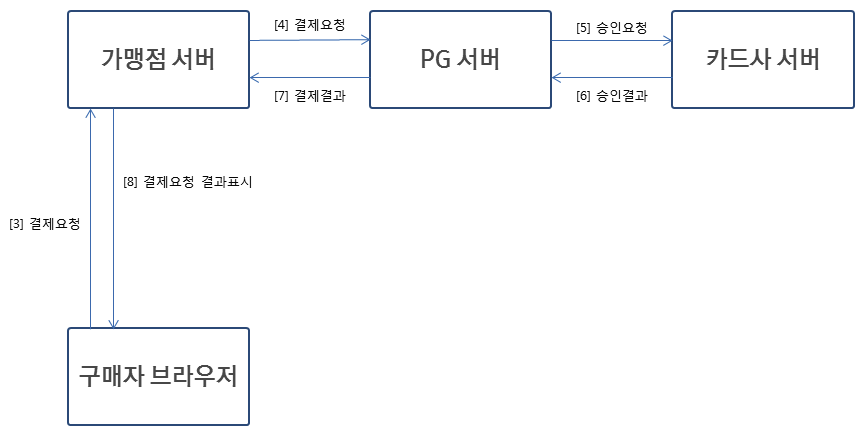 [4] 결제요청
[5] 승인요청
가맹점 서버
PG 서버
카드사 서버
[7] 결제결과
[6] 승인결과
[8] 결제요청 결과표시
[3] 결제요청
구매자 브라우저